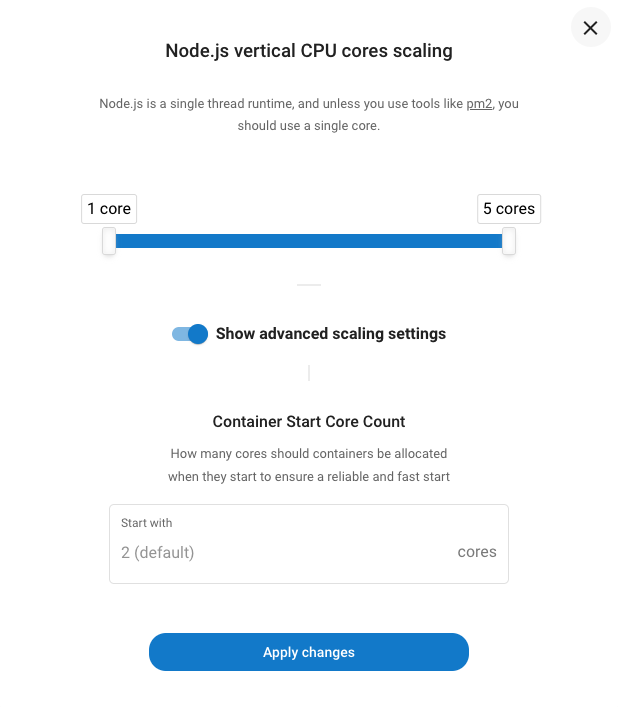 Node.js vertical CPU cores scaling
Node.js is a single thread runtime, and unless you use tools like pm2, you
should use a single core.
1 core
5 cores
Show advanced scaling settings
Container Start Core Count
How many cores should containers be allocated
when they start to ensure a reliable and fast start
Start with
2 (default)
cores
Apply changes